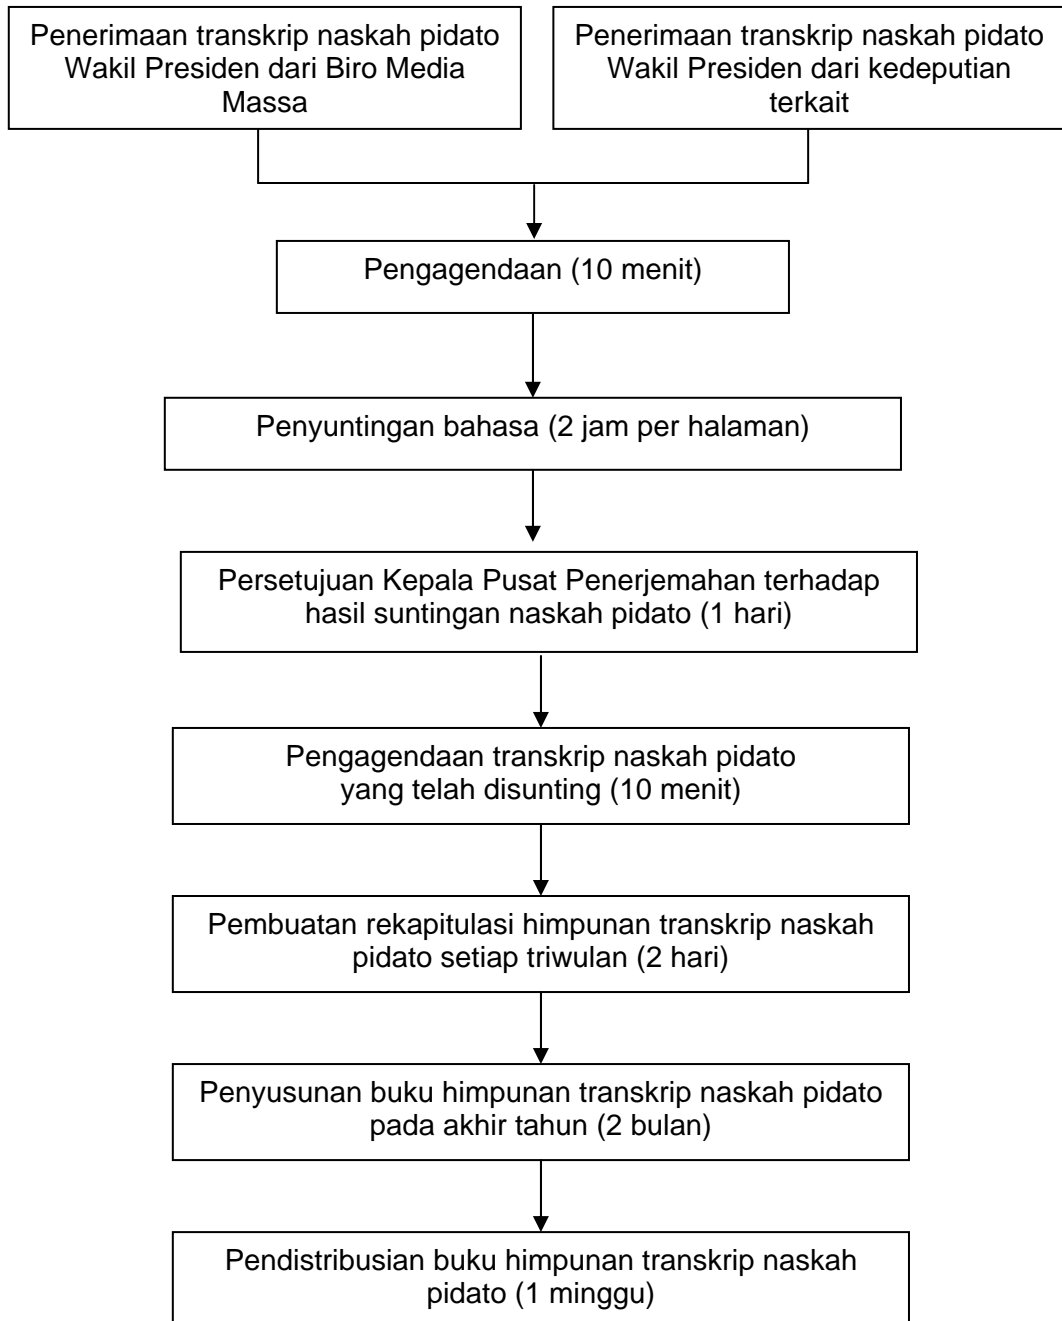 Penerimaan transkrip naskah pidato
Wakil Presiden dari Biro Media
Massa
Penerimaan transkrip naskah pidato
Wakil Presiden dari kedeputian
terkait
Pengagendaan (10 menit)
Penyuntingan bahasa (2 jam per halaman)
Persetujuan Kepala Pusat Penerjemahan terhadap
hasil suntingan naskah pidato (1 hari)
Pengagendaan transkrip naskah pidato
yang telah disunting (10 menit)
Pembuatan rekapitulasi himpunan transkrip naskah
pidato setiap triwulan (2 hari)
Penyusunan buku himpunan transkrip naskah pidato
pada akhir tahun (2 bulan)
Pendistribusian buku himpunan transkrip naskah
pidato (1 minggu)